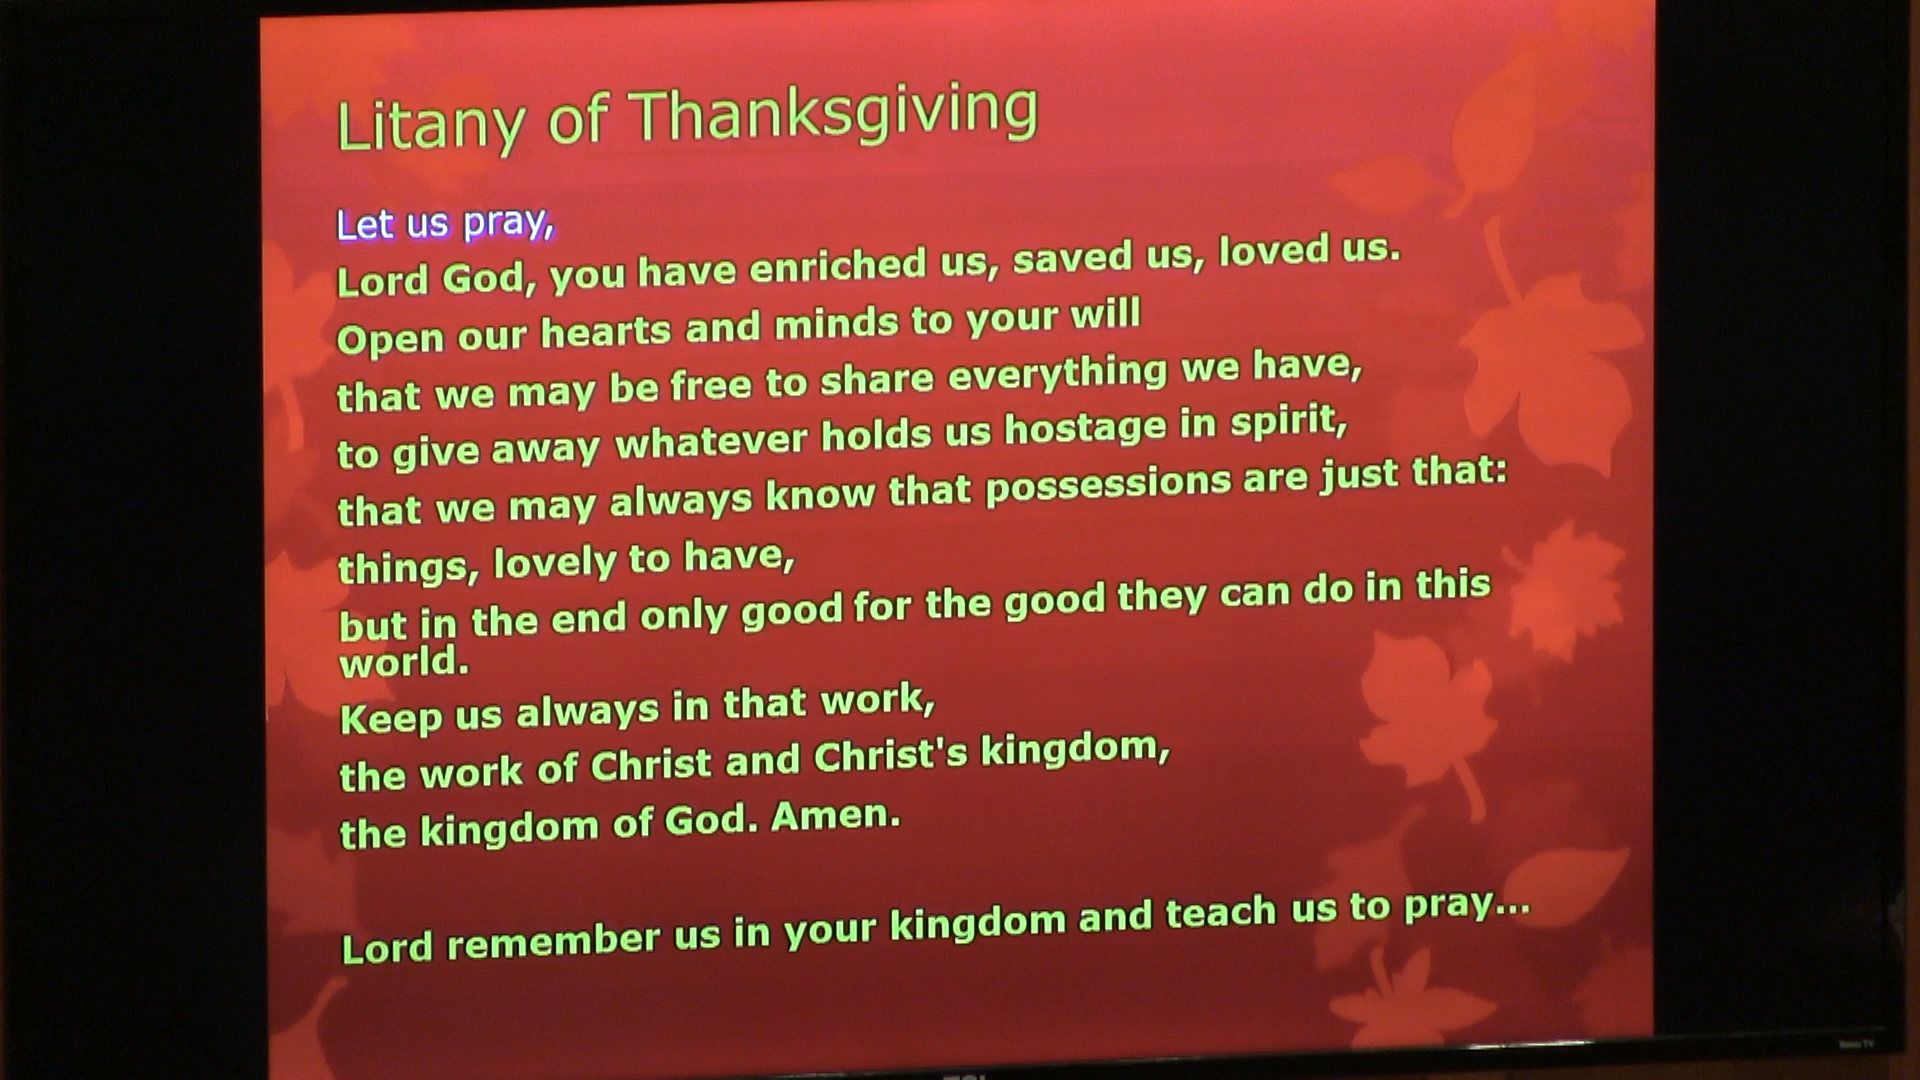 Litany of Thanksgiving
Let us pray,
Lord God, you have enriched us, saved us, loved us.
Open our hearts and minds to your will
that we may be free to share everything we have,
to give away whatever holds us hostage in spirit,
that we may always know that possessions are just that:
things, lovely to have,
but in the end only good for the good they can do in this
world.
Keep us always in that work,
the work of Christ and Christ's kingdom,
the kingdom of God. Amen.
Lord remember us in your kingdom and teach us to pray...
Roku TV